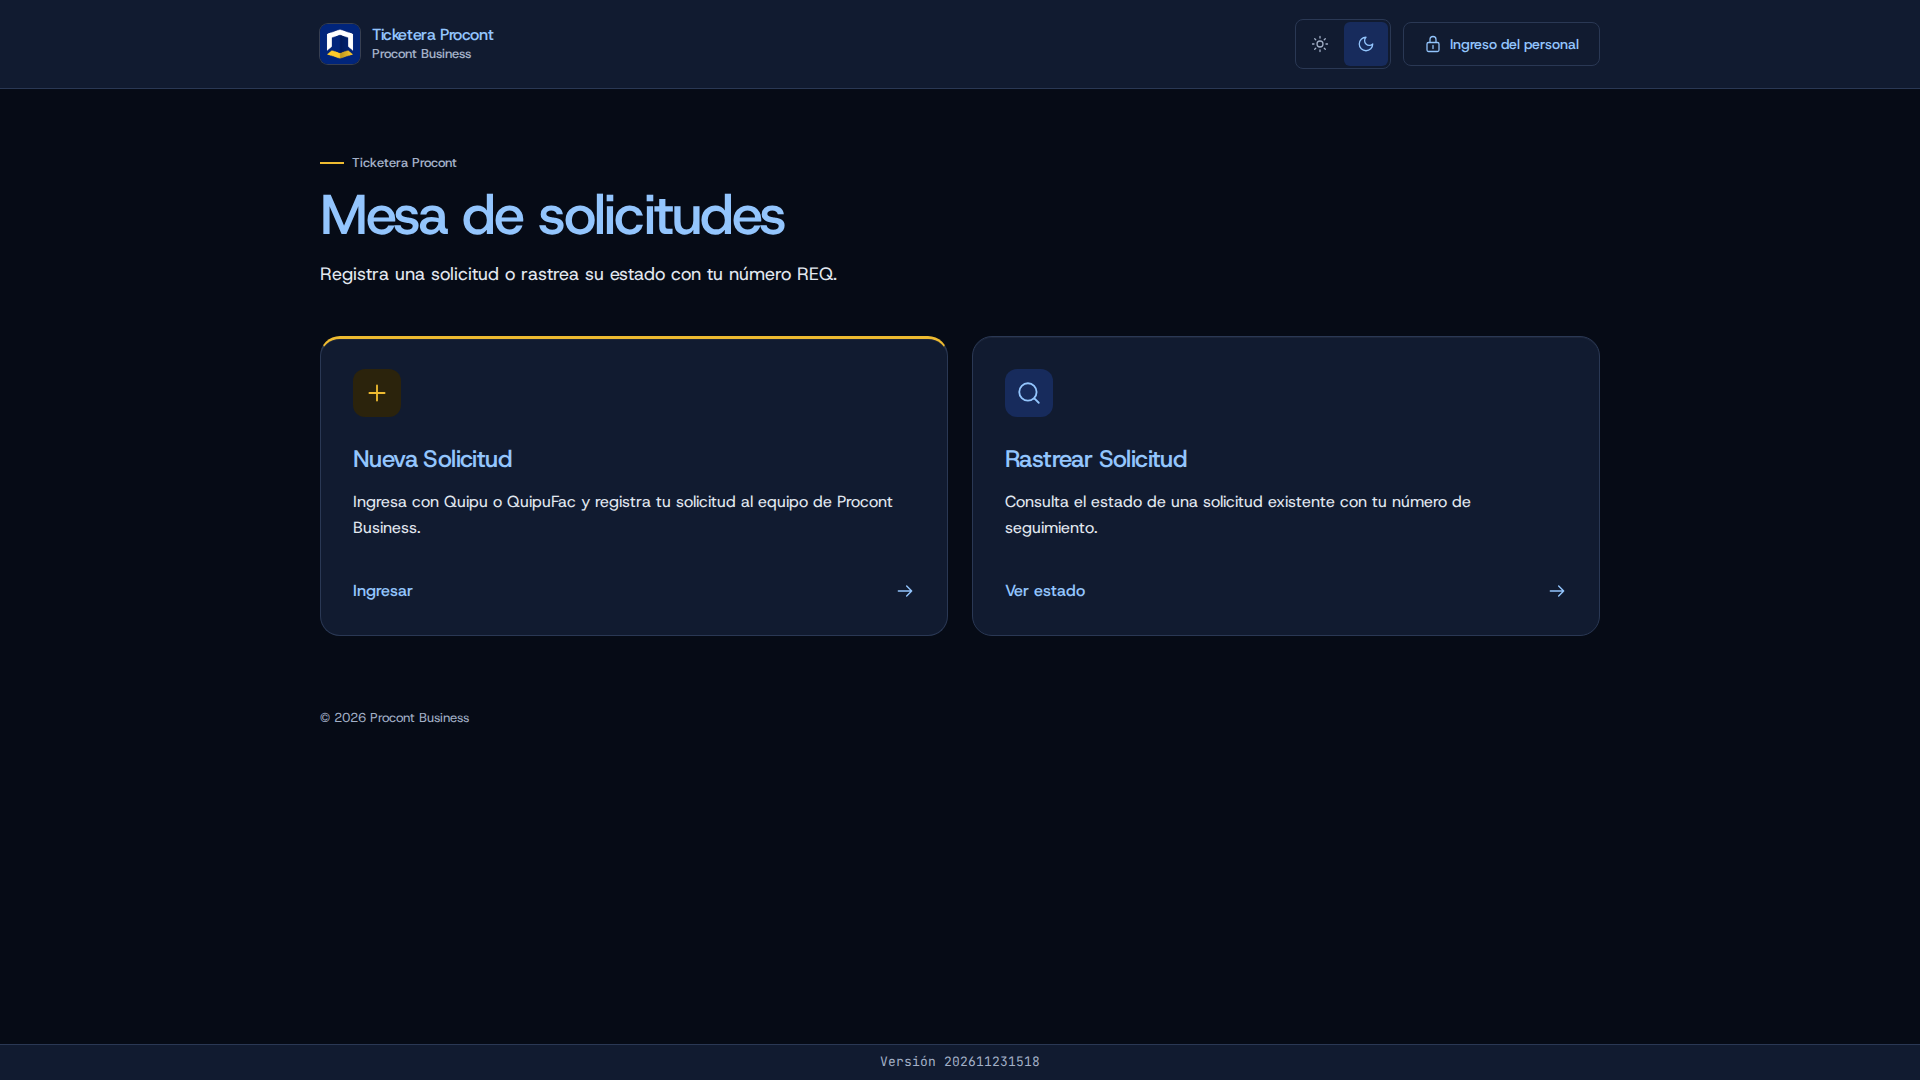 Ticketera Procont
Procont Business
Ingreso del personal
Ticketera Procont
Mesa de solicitudes
Registra una solicitud o rastrea su estado con tu número REQ.
Nueva Solicitud
Ingresa con Quipu o QuipuFac y registra tu solicitud al equipo de Procont
Business.
Ingresar
Rastrear Solicitud
Consulta el estado de una solicitud existente con tu número de
seguimiento.
Ver estado
© 2026 Procont Business
Versión 202611231518